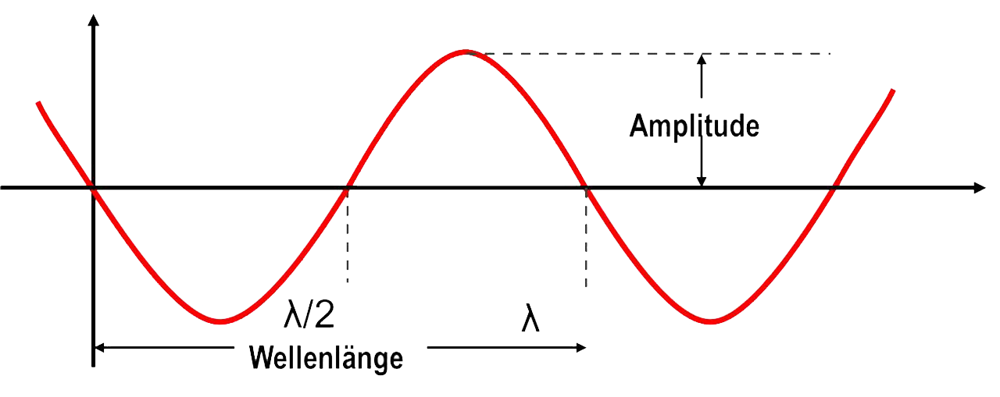 Amplitude
λ/2
λ
Wellenlänge